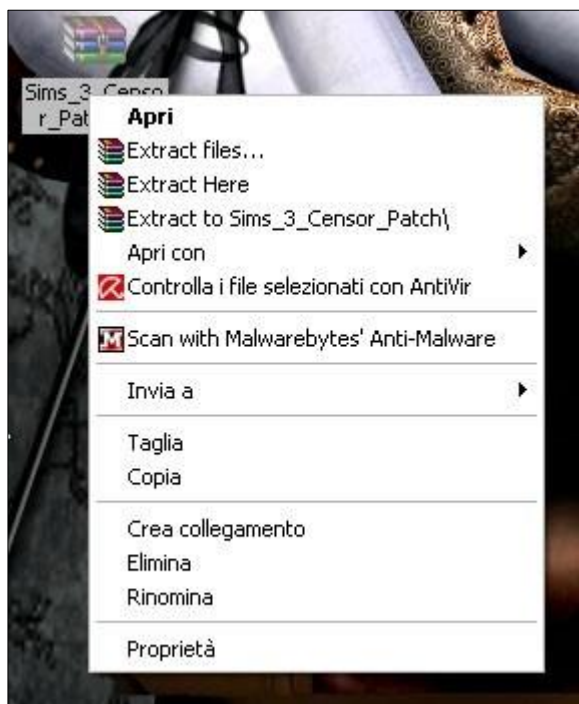 Sims_3_Censo
r_Pat
Apri
Extract files...
Extract Here
Extract to Sims_3_Censor_Patch\
Apri con
Controlla i file selezionati con AntiVir
Scan with Malwarebytes' Anti-Malware
Invia a
Taglia
Copia
Crea collegamento
Elimina
Rinomina
Proprietà